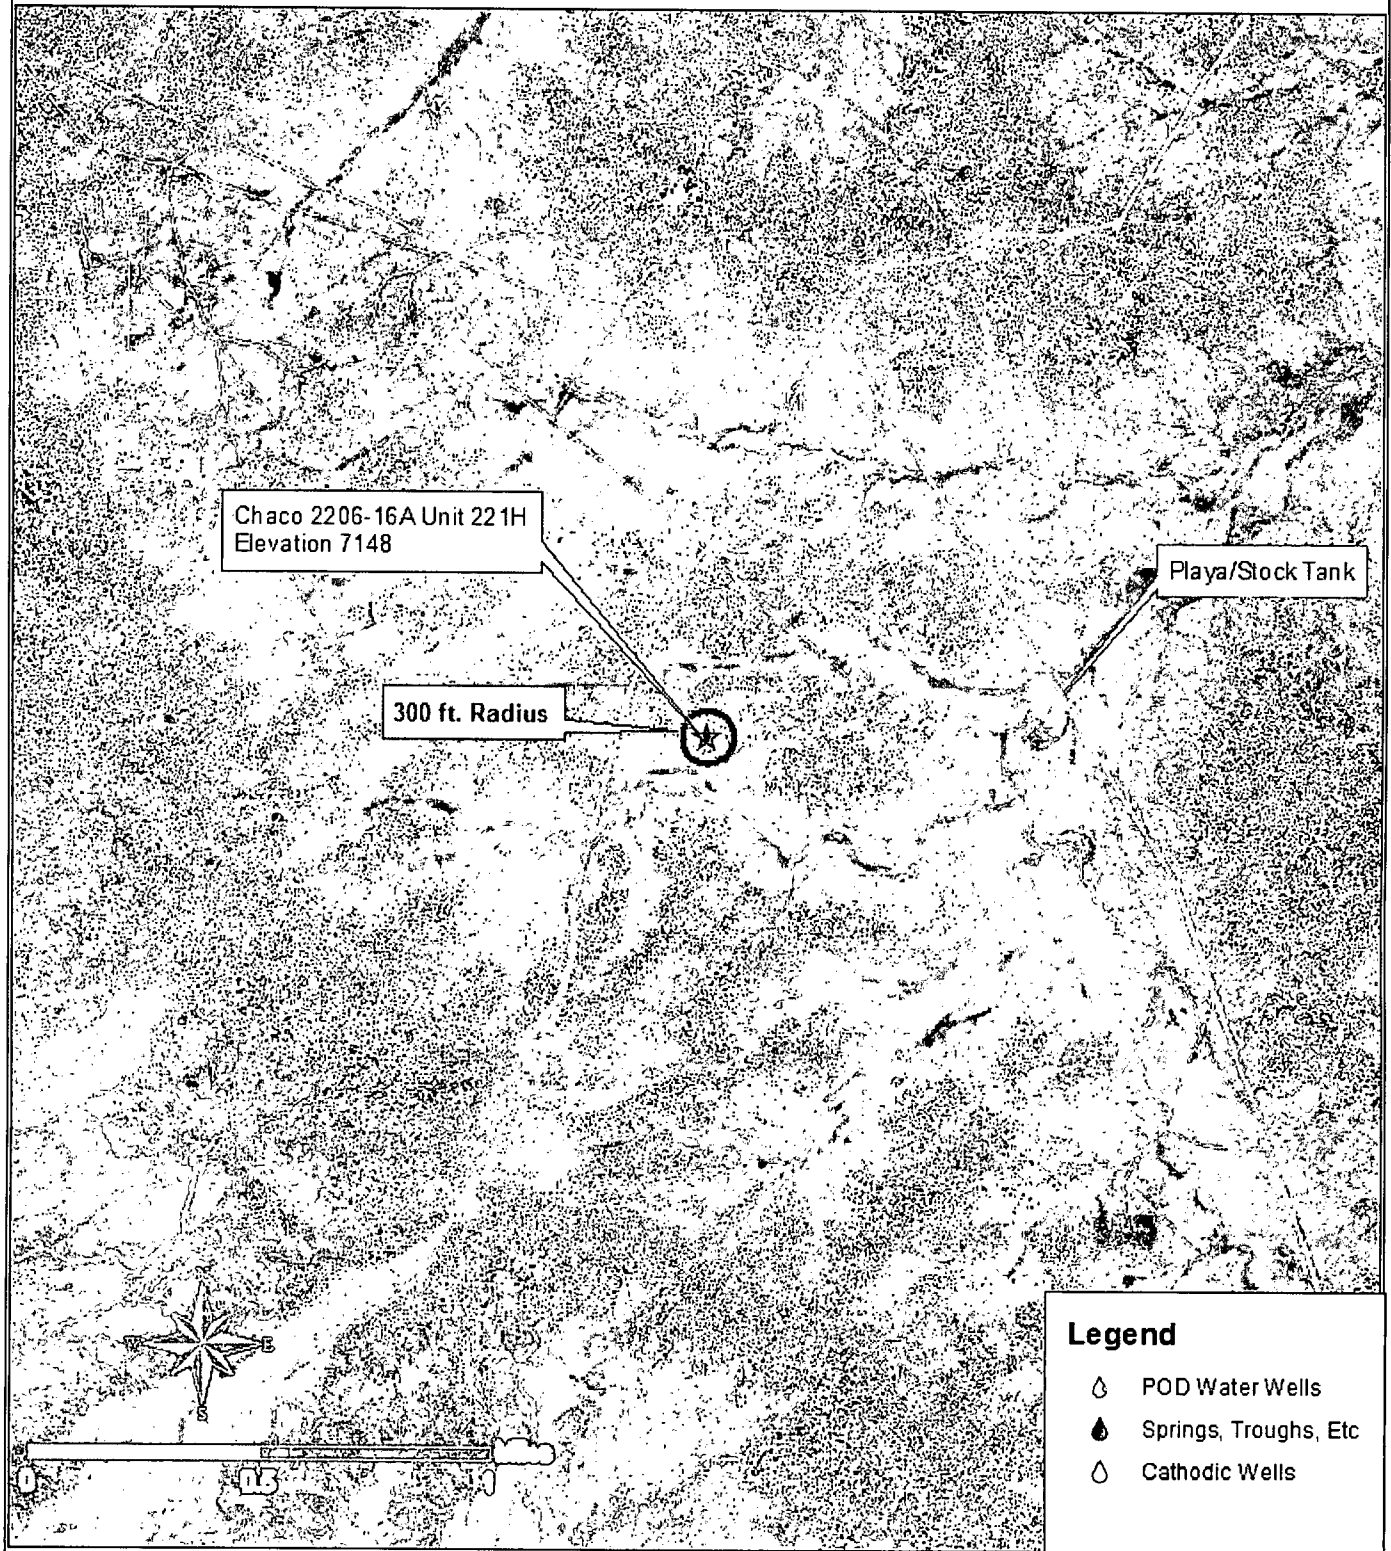 Chaco 2206-16A Unit 221H
Elevation 7148
Playa/Stock Tank
300 ft. Radius
E
S
0
0.5
1
Legend
POD Water Wells
Springs, Troughs, Etc
Cathodic Wells